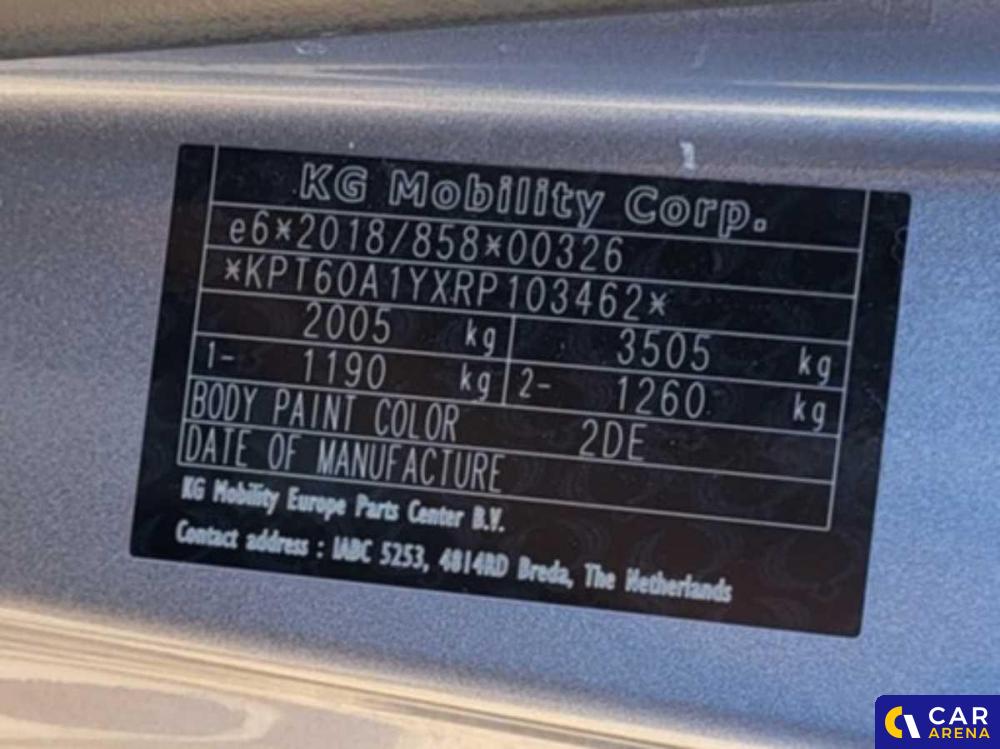 KG Mobility Corp.
e6*2018/858*00326
*KPT60A1YXRP103462*
2005 kg 3505 kg
1- 1190 kg 2- 1260 kg
BODY PAINT COLOR 2DE
DATE OF MANUFACTURE
KG Mobility Europe Parts Center B.V.
Contact address : IABC 5253, 4814RD Breda, The Netherlands
CAR
ARENA